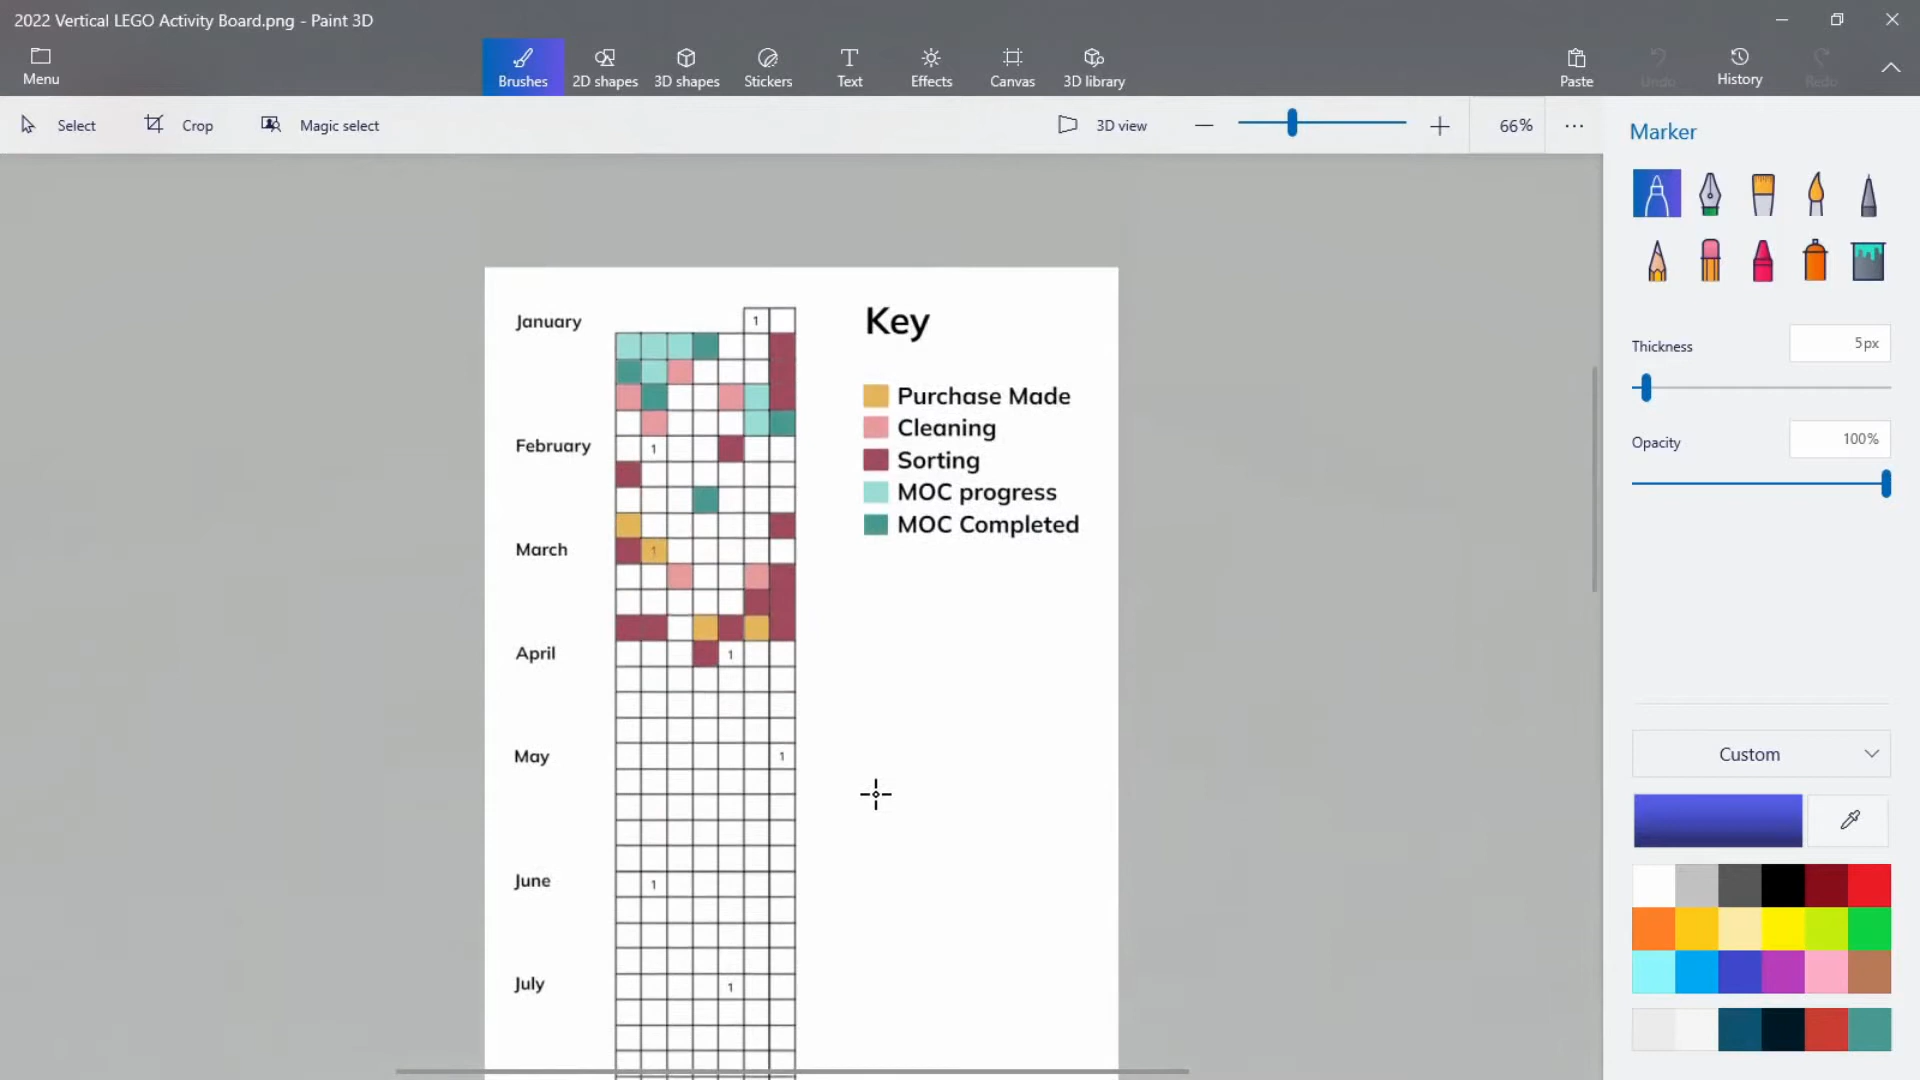 2022 Vertical LEGO Activity Board.png - Paint 3D
Menu
Brushes
2D shapes
3D shapes
Stickers
Text
Effects
Canvas
3D library
Paste
Undo
History
Redo
Select
Crop
Magic select
3D view
66%
Marker
Thickness
5px
Opacity
100%
Custom
January
1
February
1
March
1
April
1
May
1
June
1
July
1
Key
Purchase Made
Cleaning
Sorting
MOC progress
MOC Completed